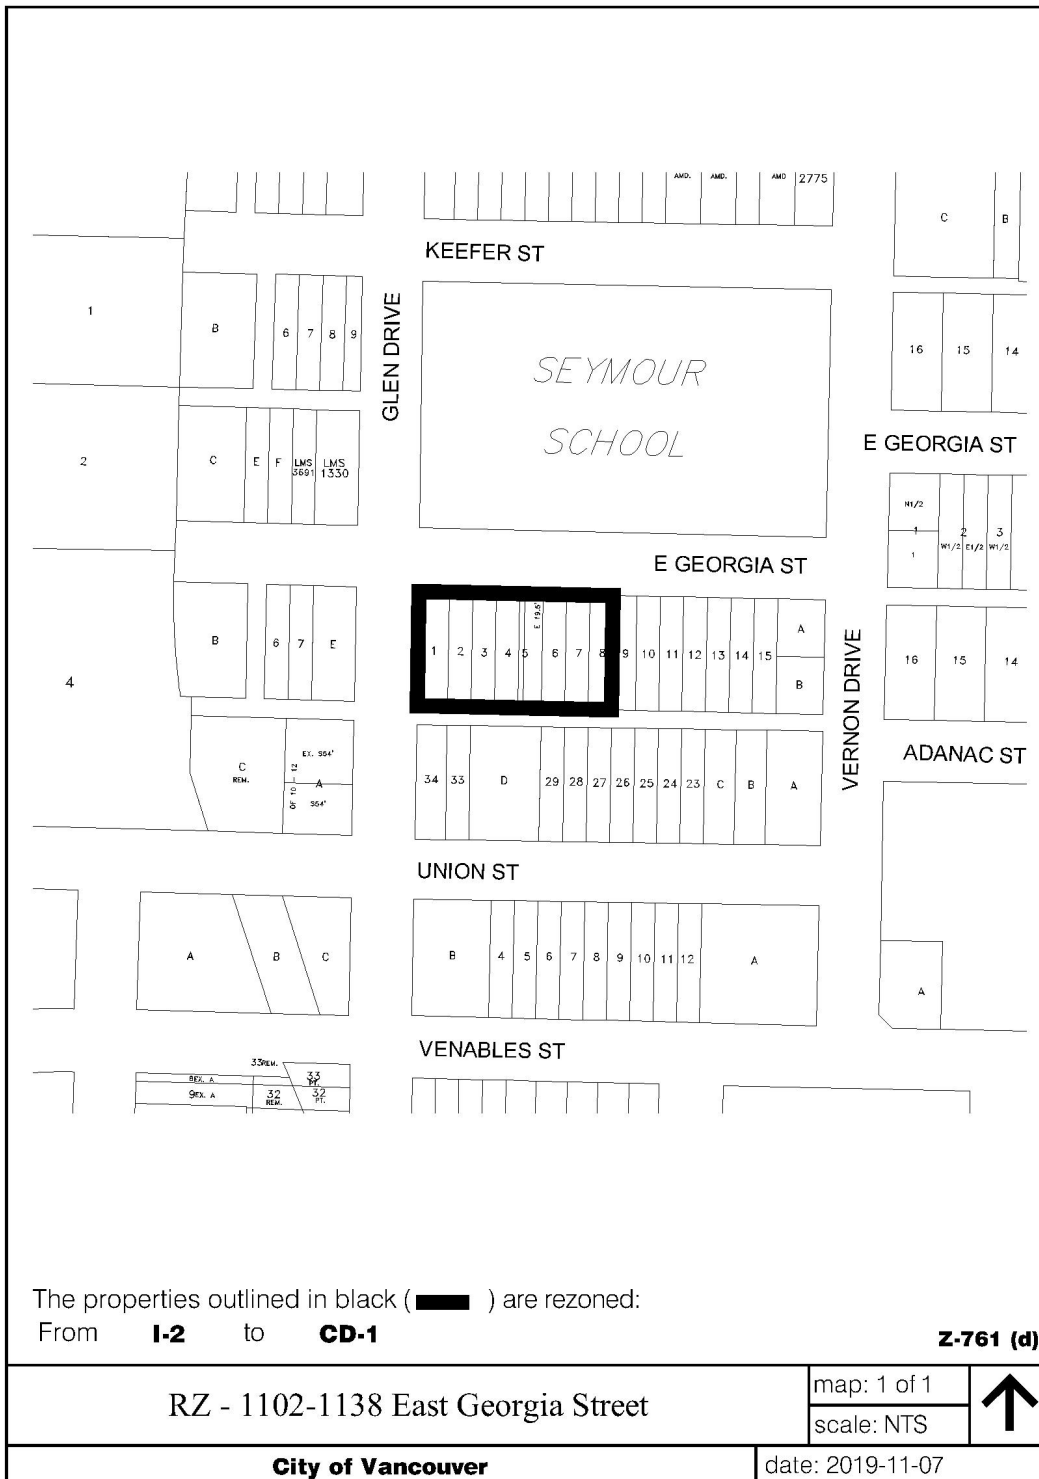 AMD. AMD. AMD 2775
C B
KEEFER ST
1
B 6 7 8 9
GLEN DRIVE
SEYMOUR
SCHOOL
16 15 14
E GEORGIA ST
2
C E F LMS 3691 LMS 1330
N1/2
1 2 3
1 W1/2 E1/2 W1/2
E GEORGIA ST
4
B 6 7 E
1 2 3 4 5 E 19.5' 6 7 8 9 10 11 12 13 14 15 A
B
VERNON DRIVE
16 15 14
C
REM.
OF 10 - 12
EX. S54'
A
S54'
34 33 D 29 28 27 26 25 24 23 C B A
ADANAC ST
UNION ST
A B C
B 4 5 6 7 8 9 10 11 12 A
A
VENABLES ST
33REM.
33
PT.
8EX. A
9EX. A
32
REM.
32
PT.
The properties outlined in black ( ) are rezoned:
From I-2 to CD-1
Z-761 (d)
RZ - 1102-1138 East Georgia Street
map: 1 of 1
scale: NTS
City of Vancouver
date: 2019-11-07